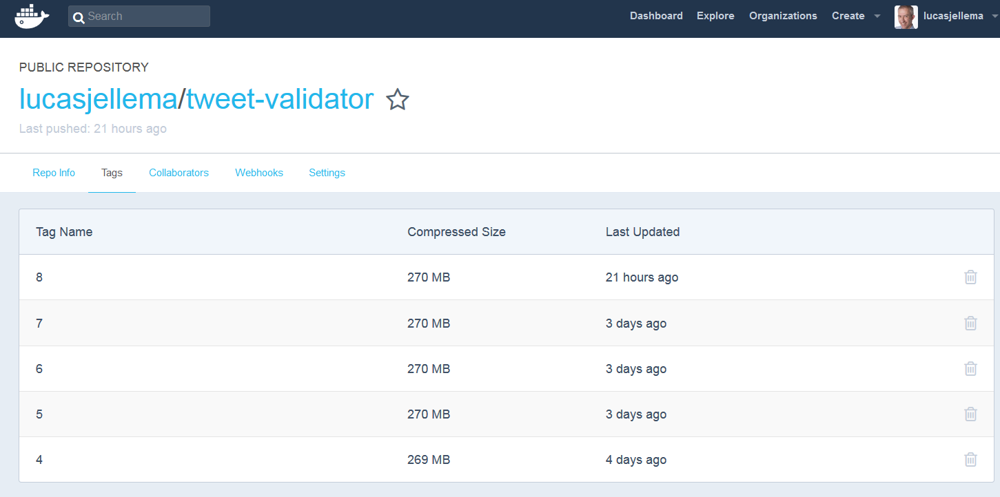 Search Dashboard Explore Organizations Create lucasjellema
PUBLIC REPOSITORY
lucasjellema/tweet-validator
Last pushed: 21 hours ago
Repo Info Tags Collaborators Webhooks Settings
Tag Name Compressed Size Last Updated
8 270 MB 21 hours ago
7 270 MB 3 days ago
6 270 MB 3 days ago
5 270 MB 3 days ago
4 269 MB 4 days ago